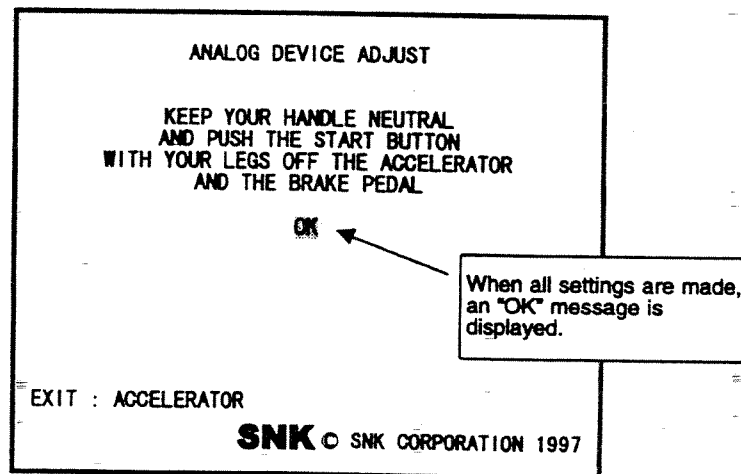 ANALOG DEVICE ADJUST
KEEP YOUR HANDLE NEUTRAL
AND PUSH THE START BUTTON
WITH YOUR LEGS OFF THE ACCELERATOR
AND THE BRAKE PEDAL
OK
When all settings are made,
an "OK" message is
displayed.
EXIT : ACCELERATOR
SNK © SNK CORPORATION 1997